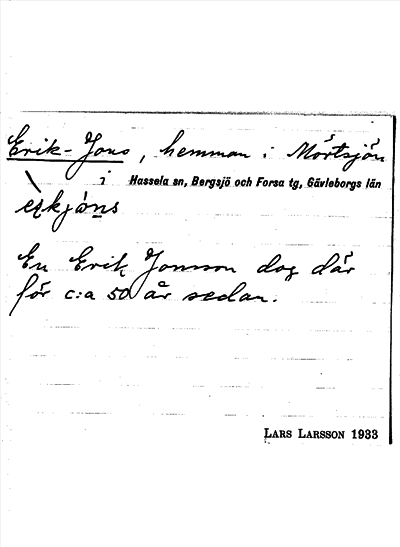 Erik-Jons, hemman i Mörtsjön
i Hassela sn, Bergsjö och Forsa tg, Gävleborgs län
En Erik Jonsson dog där
för c:a 50 år sedan.
LARS LARSSON 1933